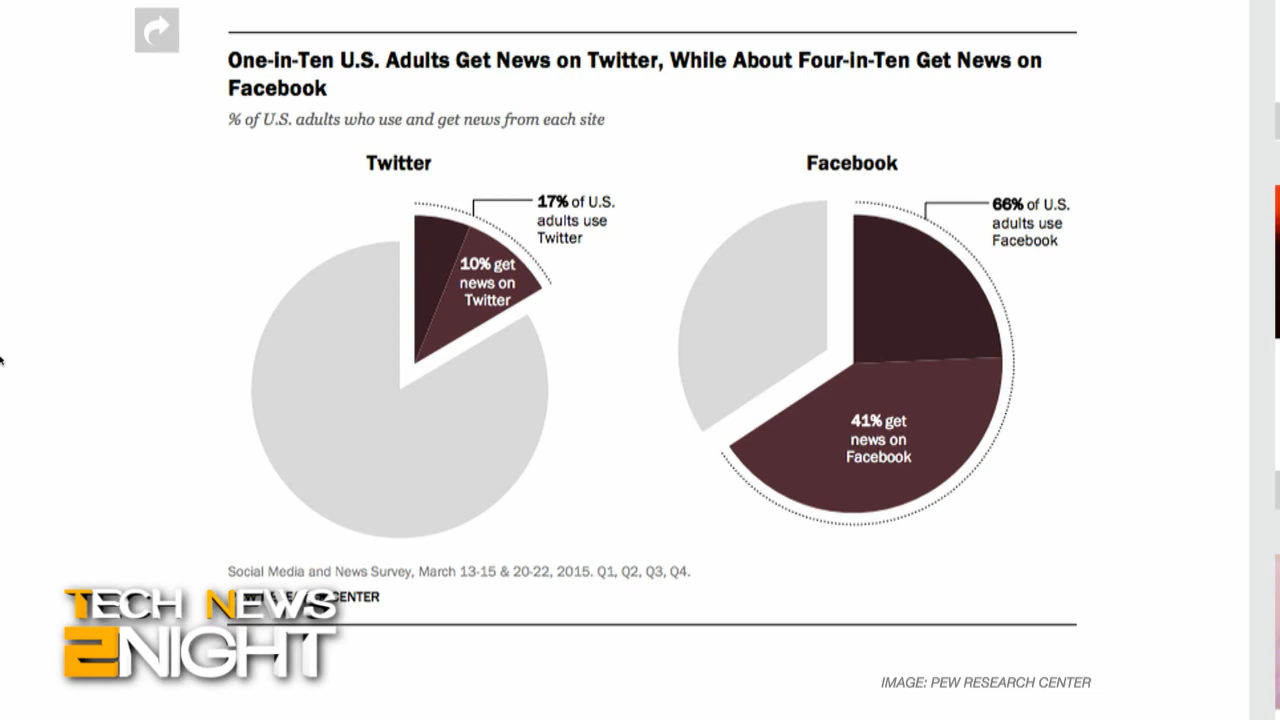 One-in-Ten U.S. Adults Get News on Twitter, While About Four-in-Ten Get News on
Facebook
% of U.S. adults who use and get news from each site
Twitter
17% of U.S.
adults use
Twitter
10% get
news on
Twitter
Facebook
66% of U.S.
adults use
Facebook
41% get
news on
Facebook
Social Media and News Survey, March 13-15 & 20-22, 2015. Q1, Q2, Q3, Q4.
CENTER
TECH NEWS
2NIGHT
IMAGE: PEW RESEARCH CENTER